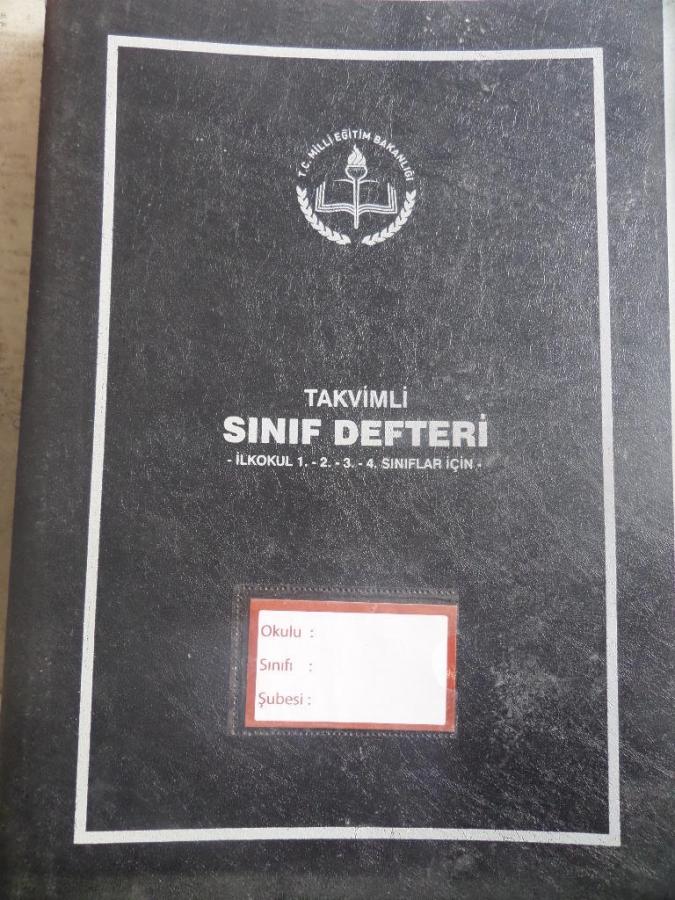 T.C. MİLLİ EĞİTİM BAKANLIĞI
TAKVİMLİ
SINIF DEFTERİ
- İLKOKUL 1. - 2. - 3. - 4. SINIFLAR İÇİN -
Okulu :
Sınıfı :
Şubesi :